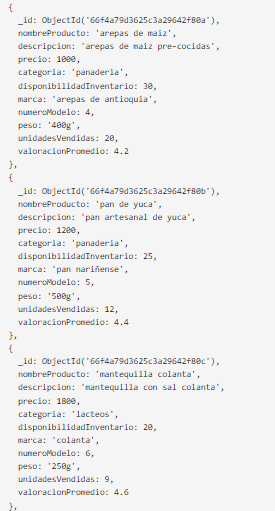 {
_id: ObjectId('66f4a79d3625c3a29642f80a'),
nombreProducto: 'arepas de maiz',
descripcion: 'arepas de maiz pre-cocidas',
precio: 1000,
categoria: 'panaderia',
disponibilidadInventario: 30,
marca: 'arepas de antioquia',
numeroModelo: 4,
peso: '400g',
unidadesVendidas: 20,
valoracionPromedio: 4.2
},
{
_id: ObjectId('66f4a79d3625c3a29642f80b'),
nombreProducto: 'pan de yuca',
descripcion: 'pan artesanal de yuca',
precio: 1200,
categoria: 'panaderia',
disponibilidadInventario: 25,
marca: 'pan nariñense',
numeroModelo: 5,
peso: '500g',
unidadesVendidas: 12,
valoracionPromedio: 4.4
},
{
_id: ObjectId('66f4a79d3625c3a29642f80c'),
nombreProducto: 'mantequilla colanta',
descripcion: 'mantequilla con sal colanta',
precio: 1800,
categoria: 'lacteos',
disponibilidadInventario: 20,
marca: 'colanta',
numeroModelo: 6,
peso: '250g',
unidadesVendidas: 9,
valoracionPromedio: 4.6
},